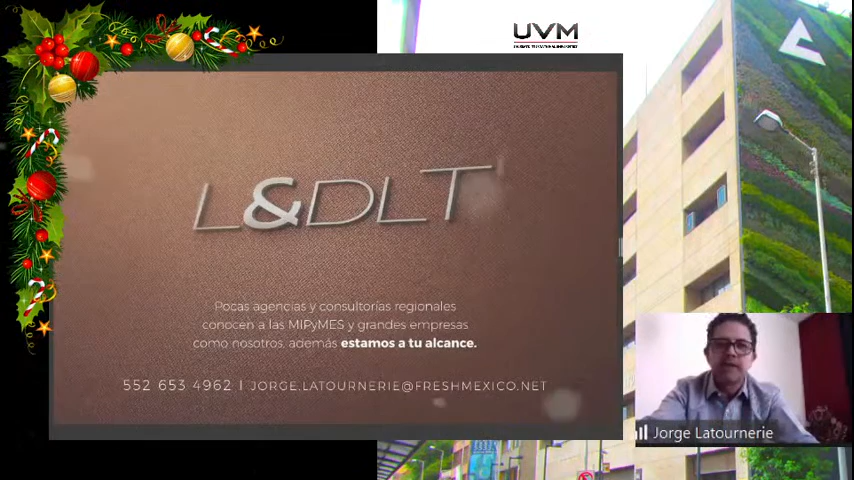 UVM
L&DLT
Pocas agencias y consultorías regionales
conocen a las MIPyMES y grandes empresas
como nosotros, además estamos a tu alcance.
552 653 4962 | JORGE.LATOURNERIE@FRESHMEXICO.NET
Jorge Latournerie